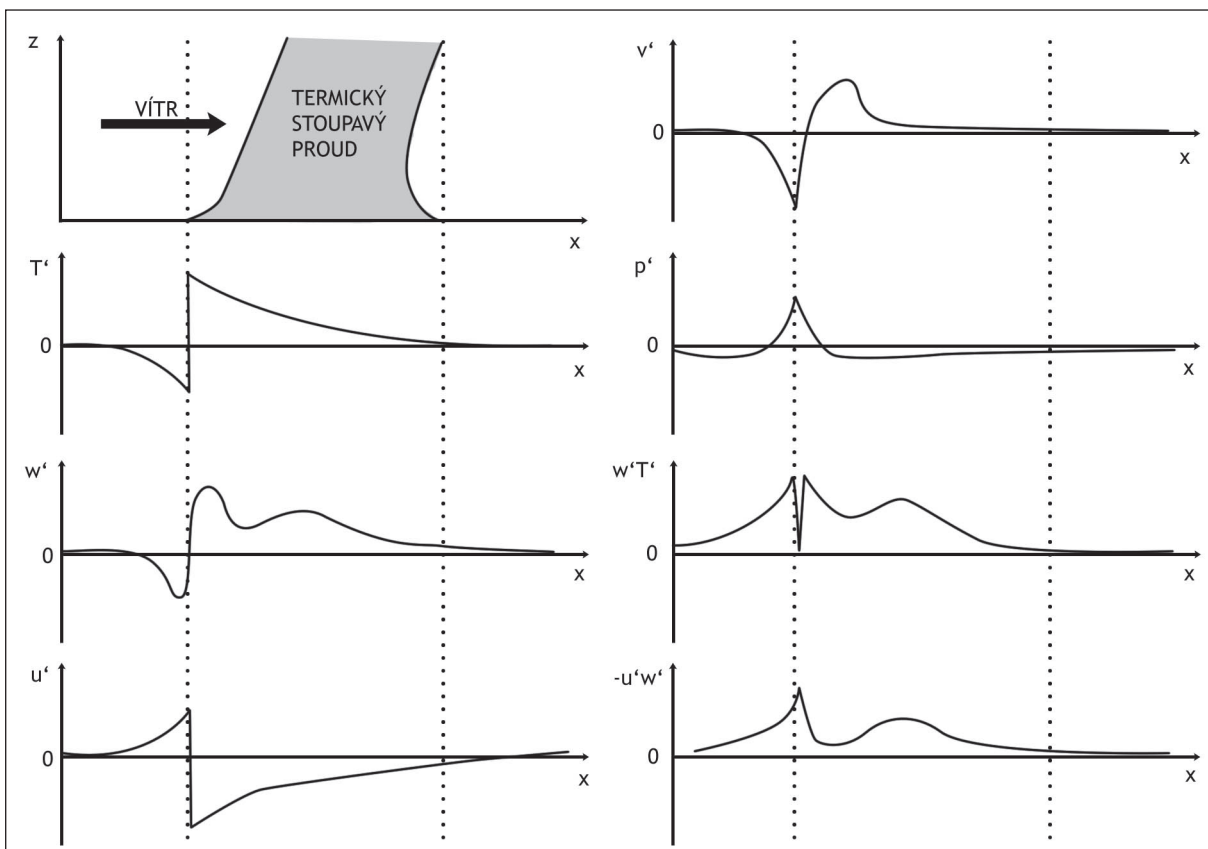 z
VÍTR
TERMICKÝ
STOUPAVÝ
PROUD
x
T‘
0
x
w‘
0
x
u‘
0
x
v‘
0
x
p‘
0
x
w‘T‘
0
x
-u‘w‘
0
x